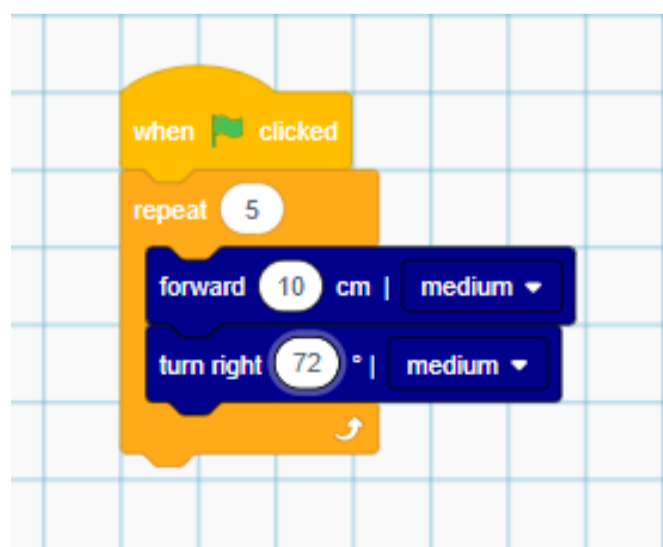 when clicked
repeat 5
forward 10 cm | medium
turn right 72 ° | medium